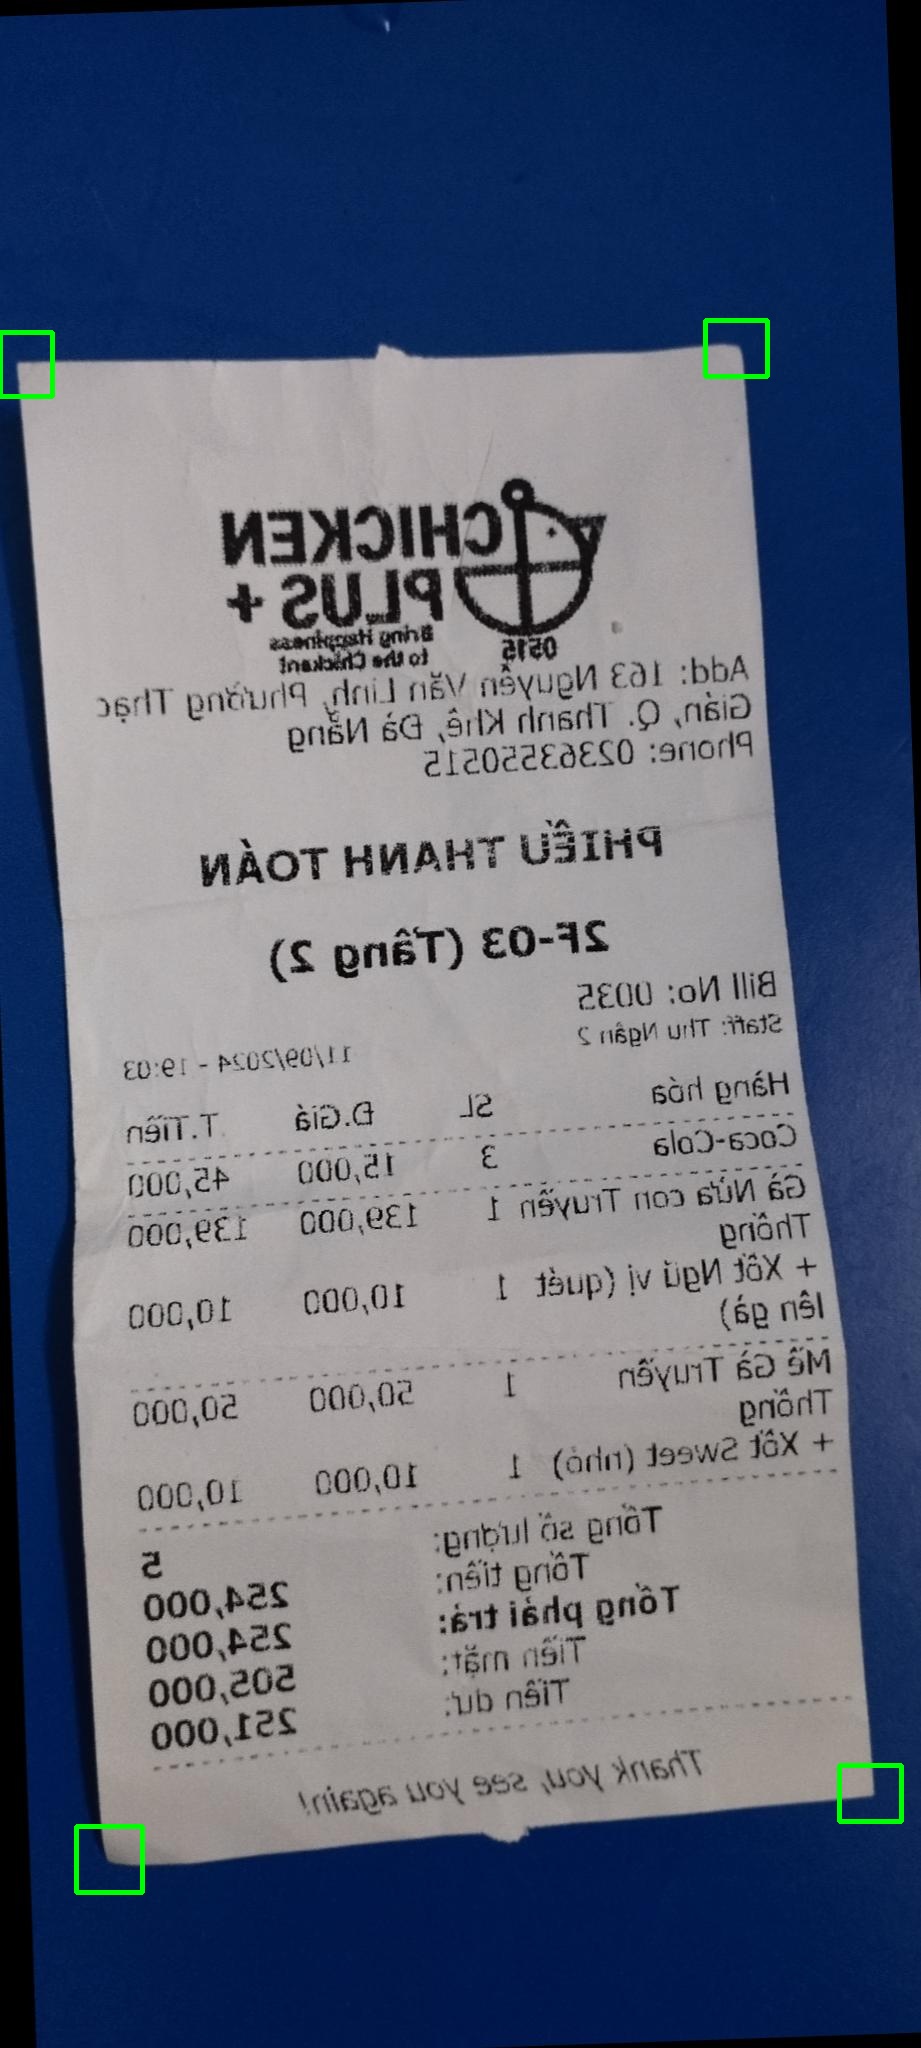 CHICKEN
PLUS +
Bring Happiness
to the Chickent
0515
Add: 163 Nguyễn Văn Linh, Phường Thạc
Gián, Q. Thanh Khê, Đà Nẵng
Phone: 02363550515
PHIẾU THANH TOÁN
2F-03 (Tầng 2)
Bill No: 0035
Staff: Thu Ngân 2
11/09/2024 - 19:03
Hàng hóa SL Đ.Giá T.Tiền
Coca-Cola 3 15,000 45,000
Gà Nửa con Truyền 1 139,000 139,000
Thống
+ Xốt Ngũ vị (quét 1 10,000 10,000
lên gà)
Mề Gà Truyền 1 50,000 50,000
Thống
+ Xốt Sweet (nhỏ) 1 10,000 10,000
Tổng số lượng: 5
Tổng tiền: 254,000
Tổng phải trả: 254,000
Tiền mặt: 505,000
Tiền dư: 251,000
Thank you, see you again!